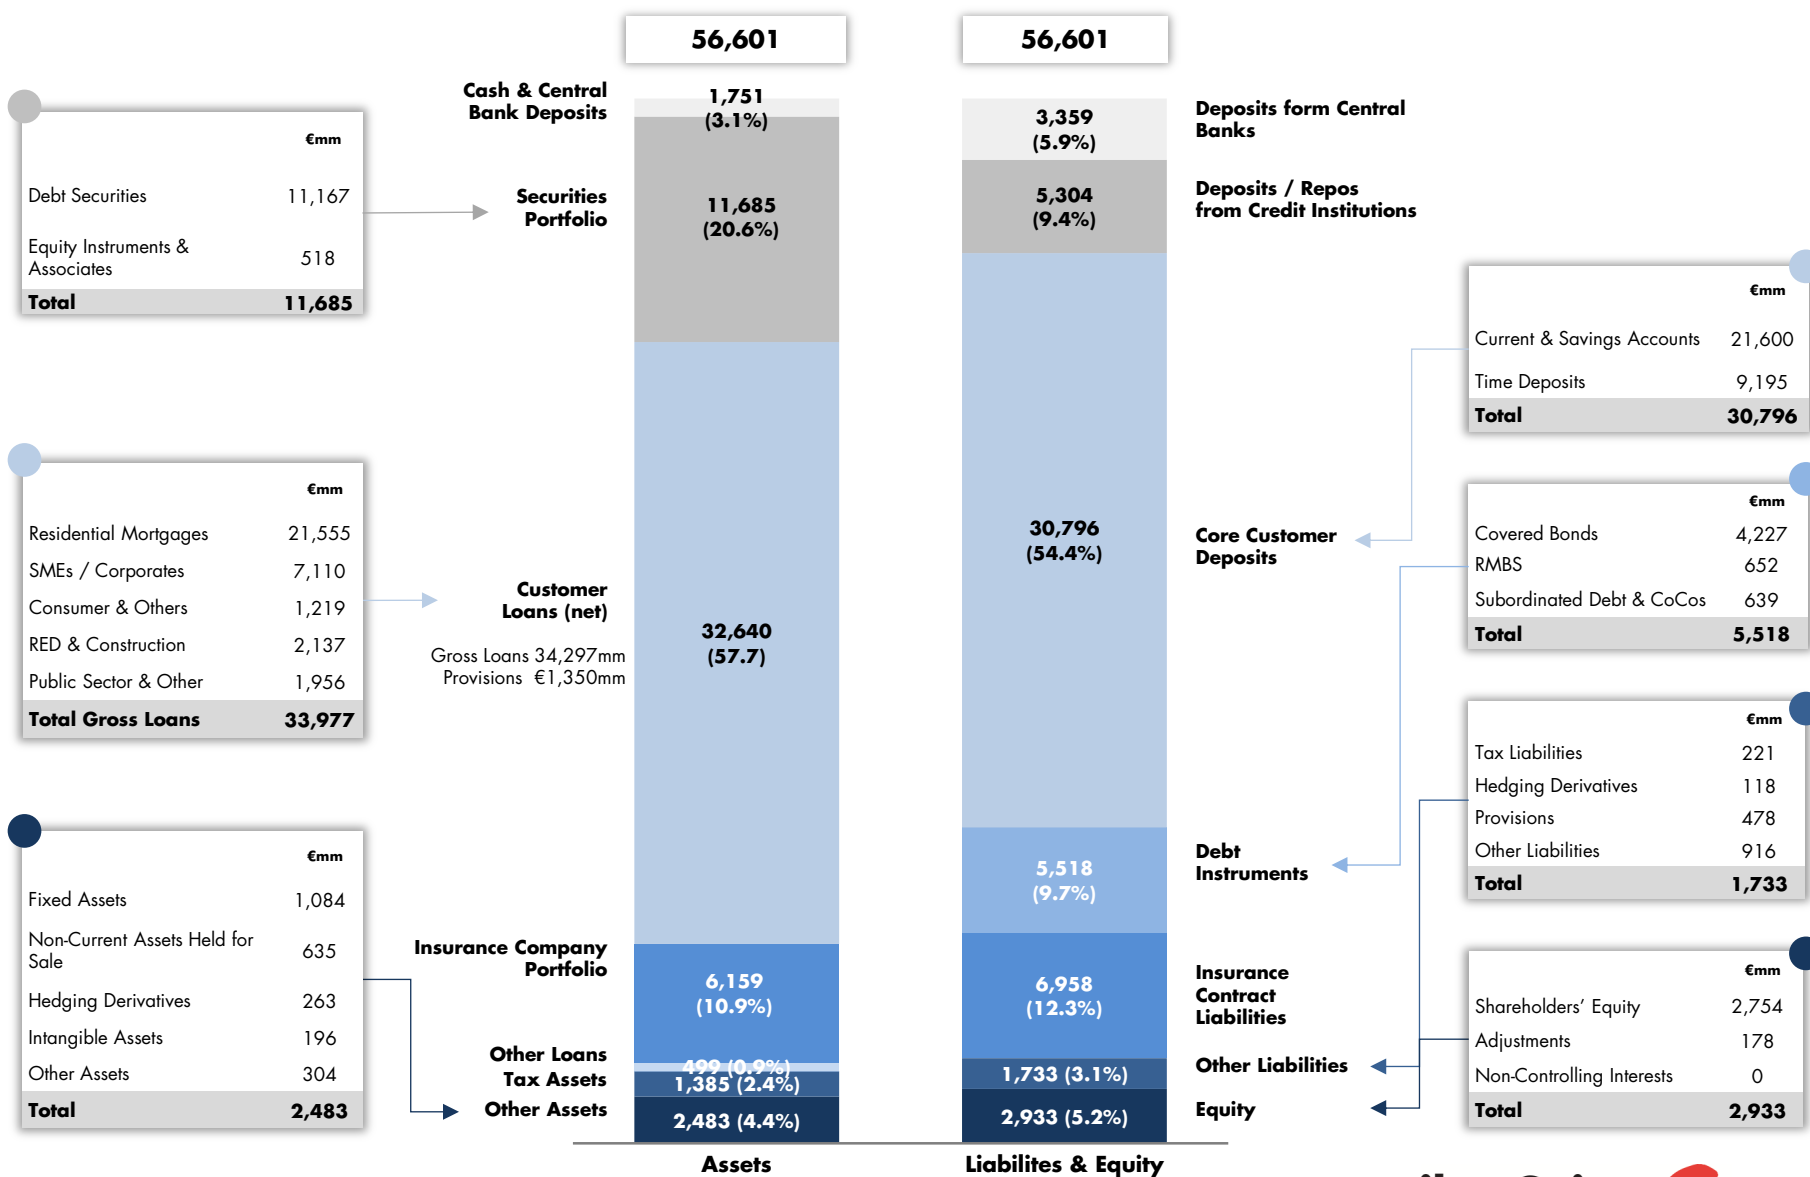 56,601
56,601
€mm
Debt Securities 11,167
Equity Instruments &
Associates 518
Total 11,685
€mm
Residential Mortgages 21,555
SMEs / Corporates 7,110
Consumer & Others 1,219
RED & Construction 2,137
Public Sector & Other 1,956
Total Gross Loans 33,977
€mm
Fixed Assets 1,084
Non-Current Assets Held for
Sale 635
Hedging Derivatives 263
Intangible Assets 196
Other Assets 304
Total 2,483
Cash & Central
Bank Deposits
Securities
Portfolio
Customer
Loans (net)
Gross Loans 34,297mm
Provisions €1,350mm
Insurance Company
Portfolio
Other Loans
Tax Assets
Other Assets
1,751
(3.1%)
11,685
(20.6%)
32,640
(57.7)
6,159
(10.9%)
499 (0.9%)
1,385 (2.4%)
2,483 (4.4%)
Assets
3,359
(5.9%)
5,304
(9.4%)
30,796
(54.4%)
5,518
(9.7%)
6,958
(12.3%)
1,733 (3.1%)
2,933 (5.2%)
Liabilites & Equity
Deposits form Central
Banks
Deposits / Repos
from Credit Institutions
Core Customer
Deposits
Debt
Instruments
Insurance
Contract
Liabilities
Other Liabilities
Equity
€mm
Current & Savings Accounts 21,600
Time Deposits 9,195
Total 30,796
€mm
Covered Bonds 4,227
RMBS 652
Subordinated Debt & CoCos 639
Total 5,518
€mm
Tax Liabilities 221
Hedging Derivatives 118
Provisions 478
Other Liabilities 916
Total 1,733
€mm
Shareholders' Equity 2,754
Adjustments 178
Non-Controlling Interests 0
Total 2,933